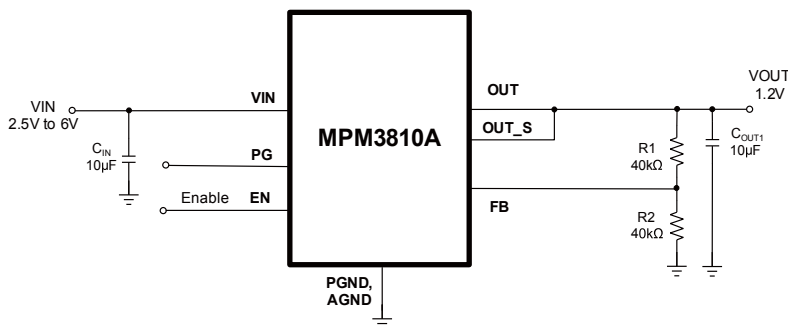 VIN
2.5V to 6V
C_IN
10µF
VIN
PG
Enable
EN
MPM3810A
PGND,
AGND
OUT
OUT_S
FB
R1
40kΩ
R2
40kΩ
C_OUT1
10µF
VOUT
1.2V